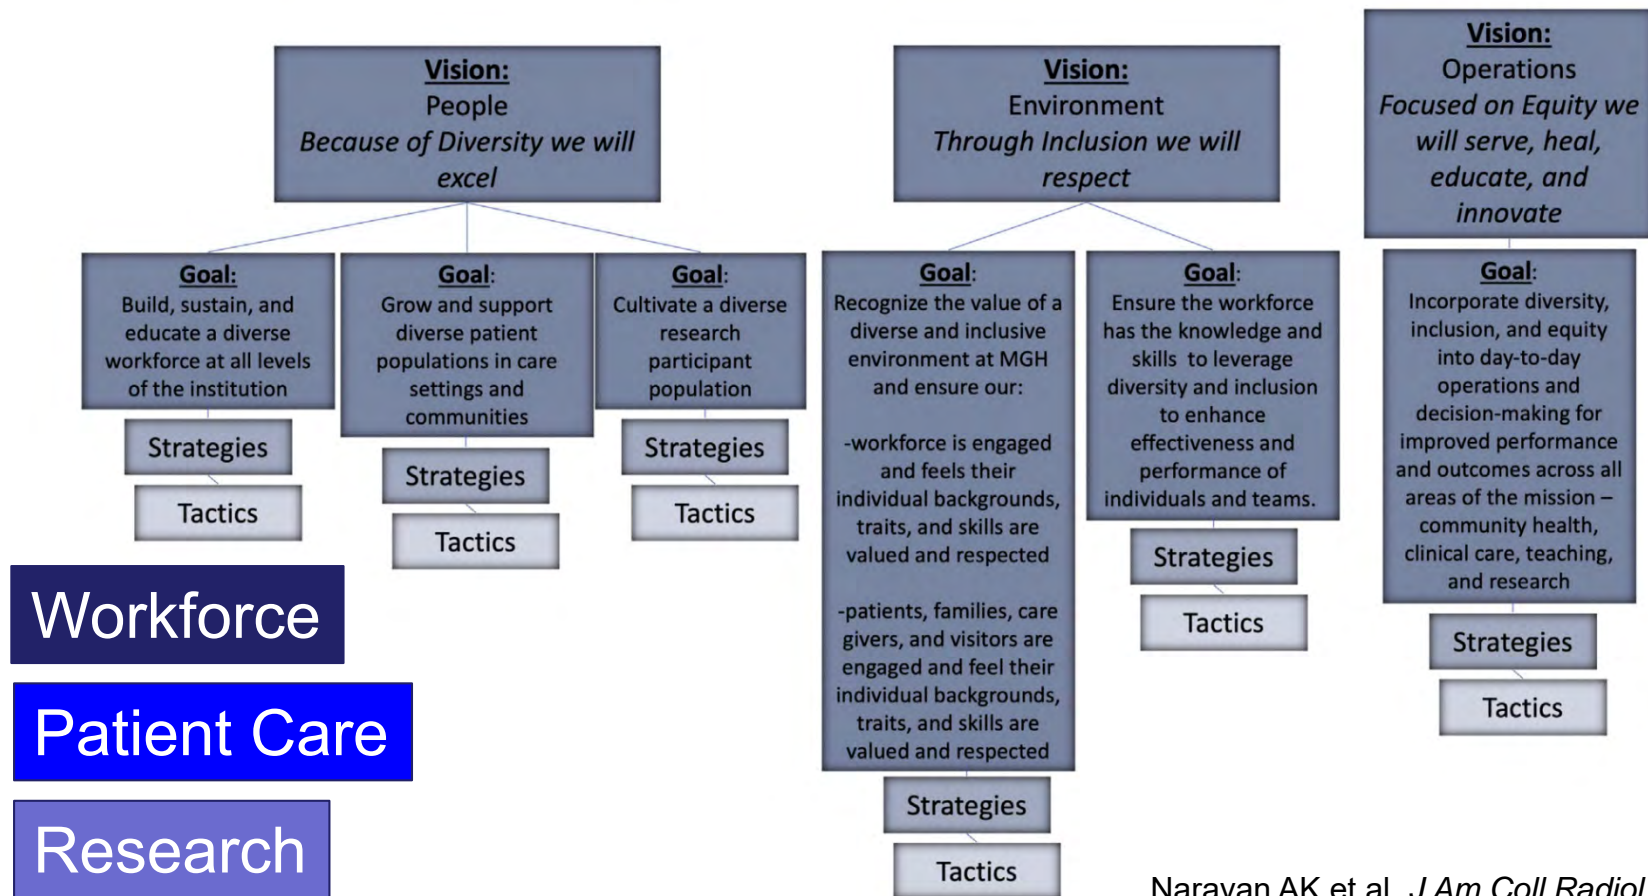 Vision:
People
Because of Diversity we will
excel
Goal:
Build, sustain, and
educate a diverse
workforce at all levels
of the institution
Strategies
Tactics
Goal:
Grow and support
diverse patient
populations in care
settings and
communities
Strategies
Tactics
Goal:
Cultivate a diverse
research
participant
population
Strategies
Tactics
Vision:
Environment
Through Inclusion we will
respect
Goal:
Recognize the value of a
diverse and inclusive
environment at MGH
and ensure our:
-workforce is engaged
and feels their
individual backgrounds,
traits, and skills are
valued and respected
-patients, families, care
givers, and visitors are
engaged and feel their
individual backgrounds,
traits, and skills are
valued and respected
Strategies
Tactics
Goal:
Ensure the workforce
has the knowledge and
skills to leverage
diversity and inclusion
to enhance
effectiveness and
performance of
individuals and teams.
Strategies
Tactics
Vision:
Operations
Focused on Equity we
will serve, heal,
educate, and
innovate
Goal:
Incorporate diversity,
inclusion, and equity
into day-to-day
operations and
decision-making for
improved performance
and outcomes across all
areas of the mission –
community health,
clinical care, teaching,
and research
Strategies
Tactics
Workforce
Patient Care
Research
Narayan AK et al. J Am Coll Radiol